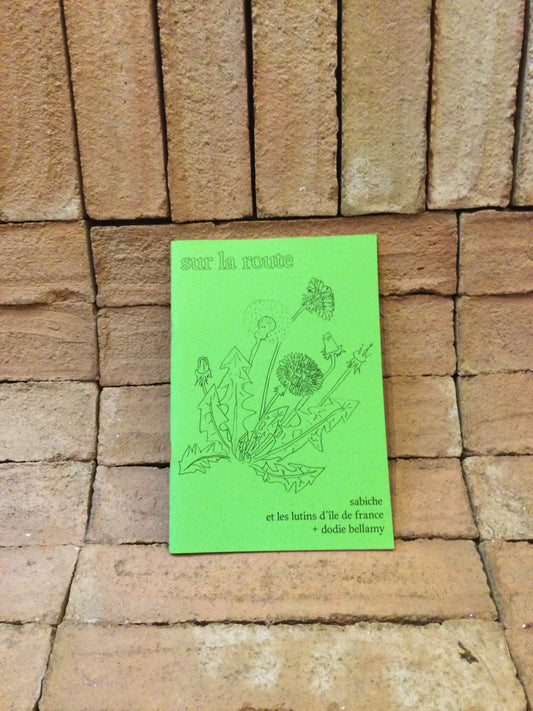 sur la route
sabiche
et les lutins d'île de france
+ dodie bellamy